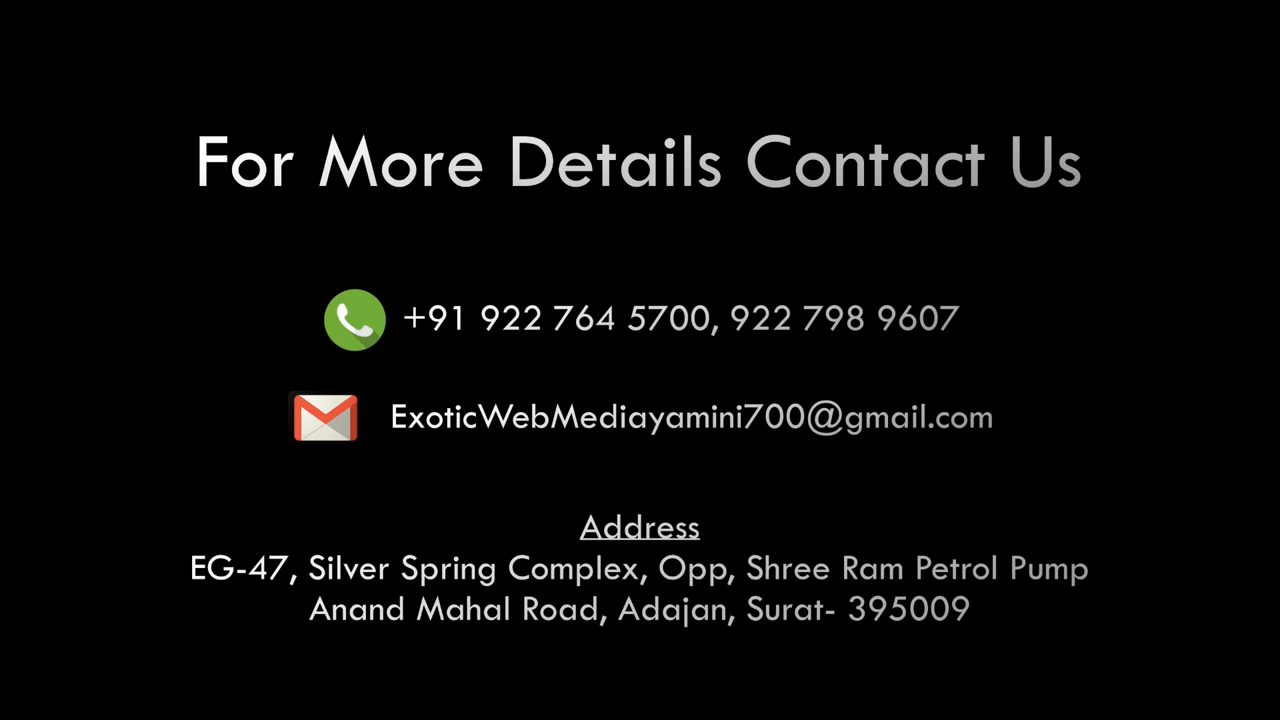 For More Details Contact Us
+91 922 764 5700, 922 798 9607
ExoticWebMediayamini700@gmail.com
Address
EG-47, Silver Spring Complex, Opp, Shree Ram Petrol Pump
Anand Mahal Road, Adajan, Surat- 395009